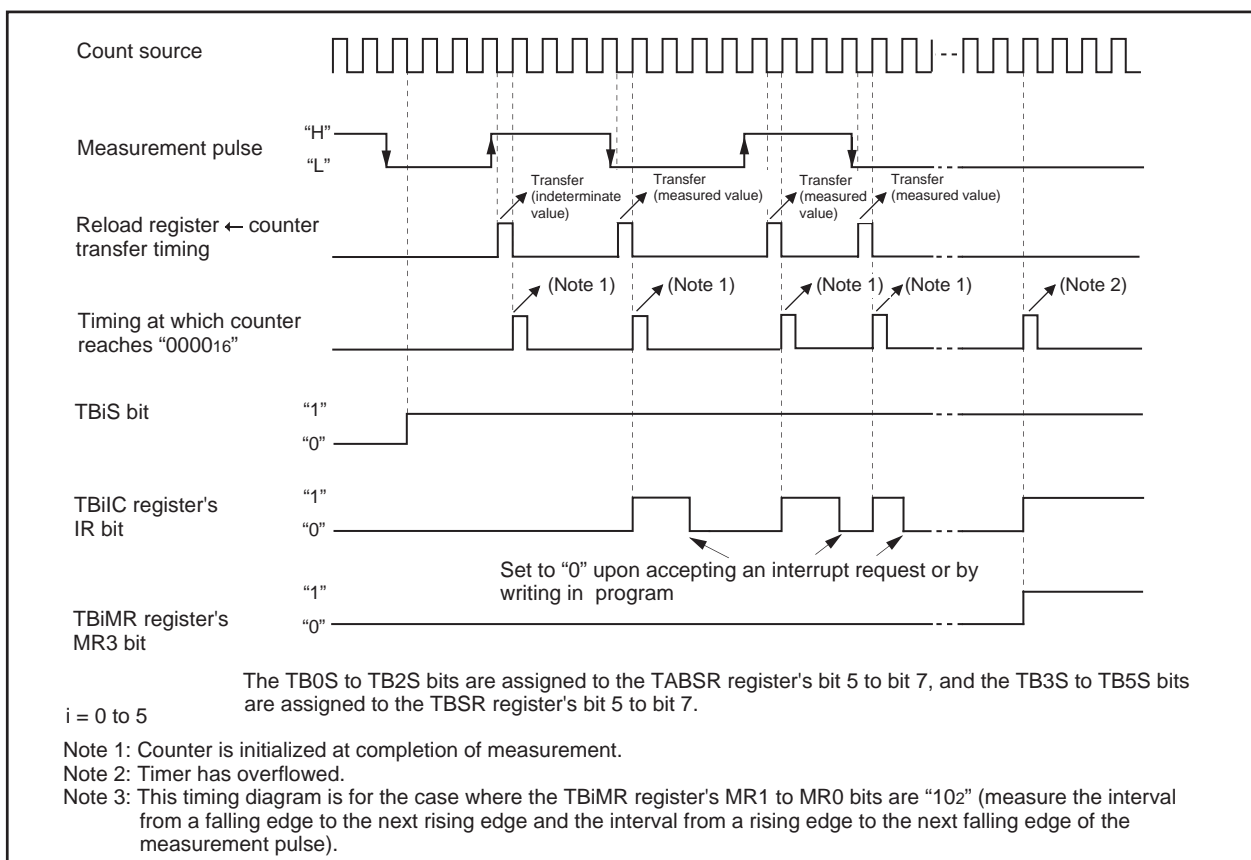 Count source
Measurement pulse
“H”
“L”
Transfer
(indeterminate
value)
Transfer
(measured value)
Transfer
(measured
value)
Transfer
(measured value)
Reload register ← counter
transfer timing
(Note 1)
(Note 1)
(Note 1)
(Note 1)
(Note 2)
Timing at which counter
reaches “000016”
TBiS bit
“1”
“0”
TBiIC register's
IR bit
“1”
“0”
Set to “0” upon accepting an interrupt request or by
writing in program
TBiMR register's
MR3 bit
“1”
“0”
The TB0S to TB2S bits are assigned to the TABSR register's bit 5 to bit 7, and the TB3S to TB5S bits
are assigned to the TBSR register's bit 5 to bit 7.
i = 0 to 5
Note 1: Counter is initialized at completion of measurement.
Note 2: Timer has overflowed.
Note 3: This timing diagram is for the case where the TBiMR register's MR1 to MR0 bits are “102” (measure the interval
from a falling edge to the next rising edge and the interval from a rising edge to the next falling edge of the
measurement pulse).